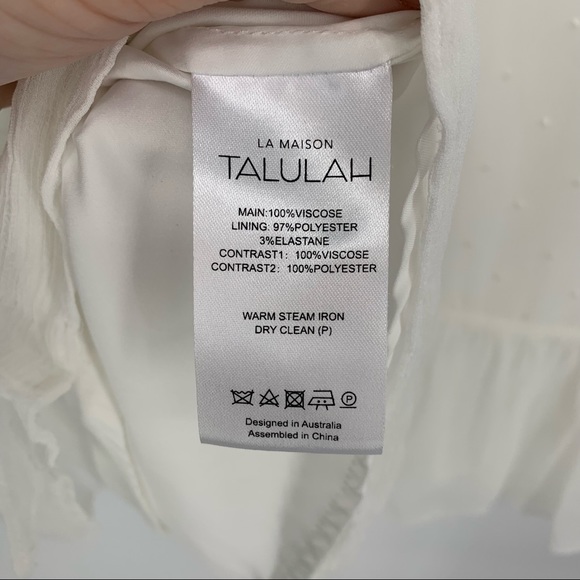 LA MAISON
TALULAH
MAIN:100%VISCOSE
LINING: 97%POLYESTER
3%ELASTANE
CONTRAST1: 100%VISCOSE
CONTRAST2: 100%POLYESTER
WARM STEAM IRON
DRY CLEAN (P)
P
Designed in Australia
Assembled in China